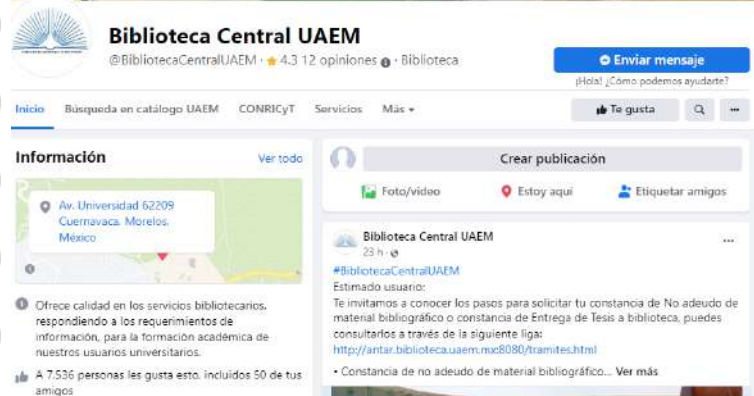 Biblioteca Central UAEM
@BibliotecaCentralUAEM · 4.3 12 opiniones · Biblioteca
Enviar mensaje
¡Hola! ¿Cómo podemos ayudarte?
Inicio Búsqueda en catálogo UAEM CONRICyT Servicios Más
Te gusta
Información Ver todo
Av. Universidad 62209
Cuernavaca, Morelos,
México
Ofrece calidad en los servicios bibliotecarios,
respondiendo a los requerimientos de
información, para la formación académica de
nuestros usuarios universitarios.
A 7.536 personas les gusta esto, incluidos 50 de tus
amigos
Crear publicación
Foto/video Estoy aquí Etiquetar amigos
Biblioteca Central UAEM
23 h ·
#BibliotecaCentralUAEM
Estimado usuario:
Te invitamos a conocer los pasos para solicitar tu constancia de No adeudo de
material bibliográfico o constancia de Entrega de Tesis a biblioteca, puedes
consultarlos a través de la siguiente liga:
http://antar.biblioteca.uaem.mx:8080/tramites.html
• Constancia de no adeudo de material bibliográfico... Ver más